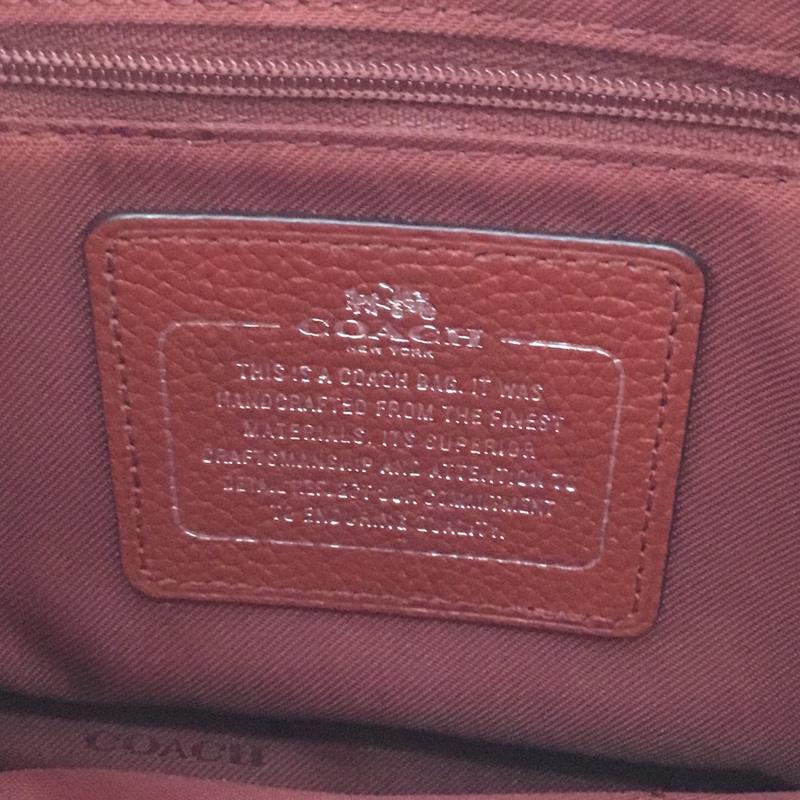 COACH
NEW YORK
THIS IS A COACH BAG. IT WAS
HANDCRAFTED FROM THE FINEST
MATERIALS. ITS SUPERIOR
CRAFTSMANSHIP AND ATTENTION TO
DETAIL REFLECT OUR COMMITMENT
TO ENDURING QUALITY.
COACH